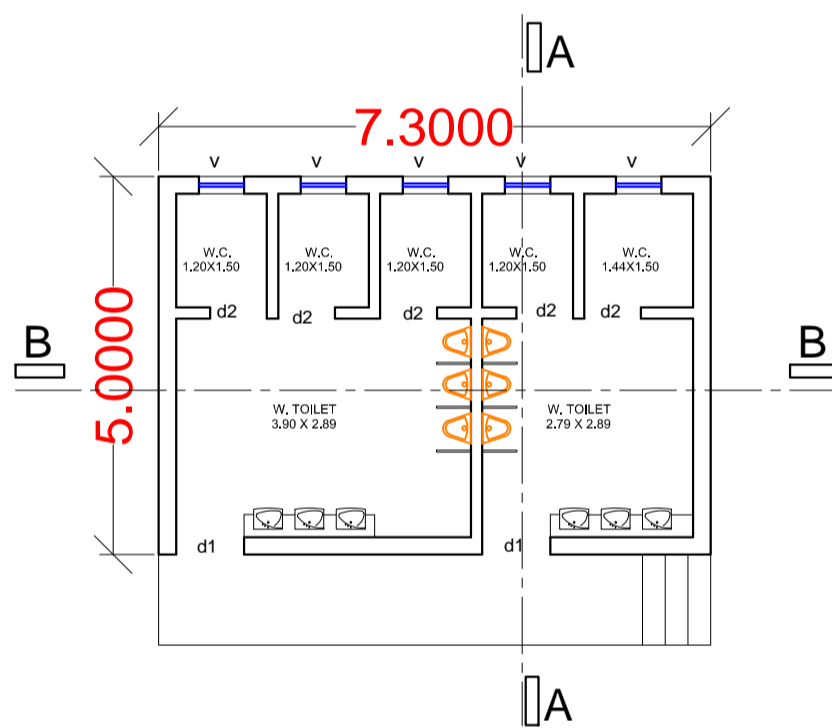 A
7.3000
v v v v v
W.C. W.C. W.C. W.C. W.C.
1.20X1.50 1.20X1.50 1.20X1.50 1.20X1.50 1.44X1.50
d2 d2 d2 d2 d2
B B
5.0000
W. TOILET W. TOILET
3.90 X 2.89 2.79 X 2.89
d1 d1
A